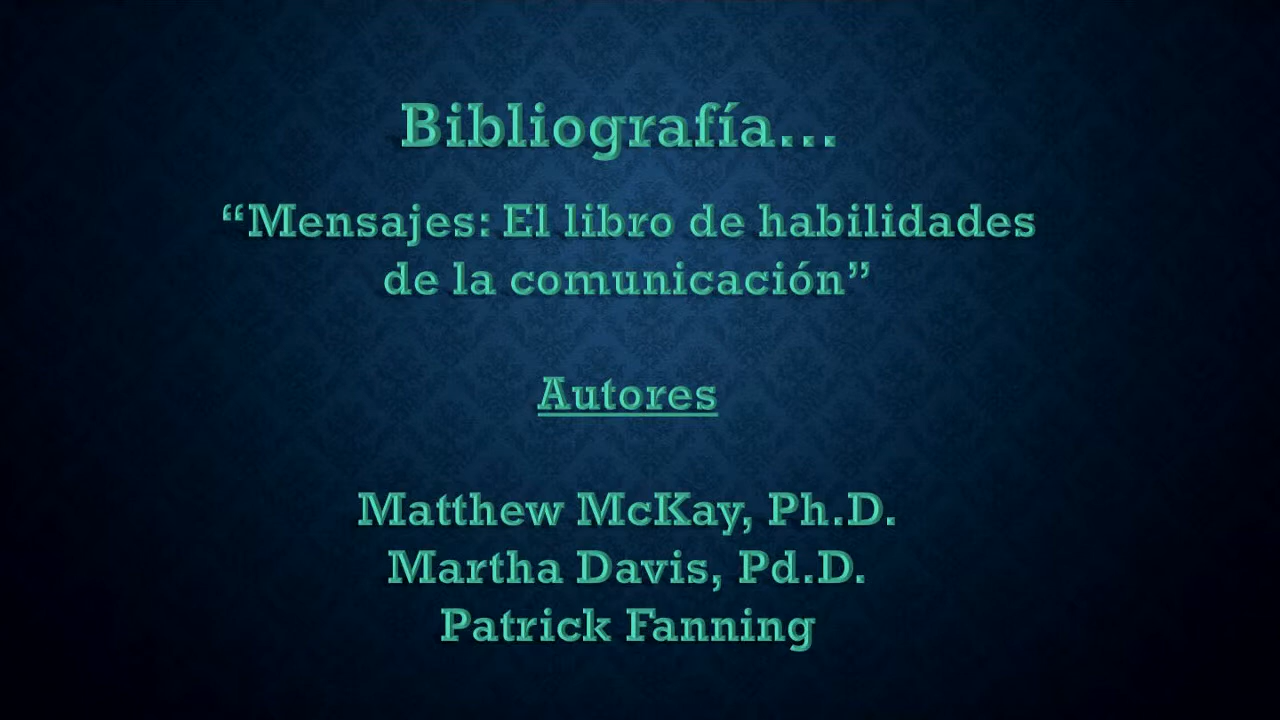 Bibliografía...
“Mensajes: El libro de habilidades
de la comunicación”
Autores
Matthew McKay, Ph.D.
Martha Davis, Pd.D.
Patrick Fanning